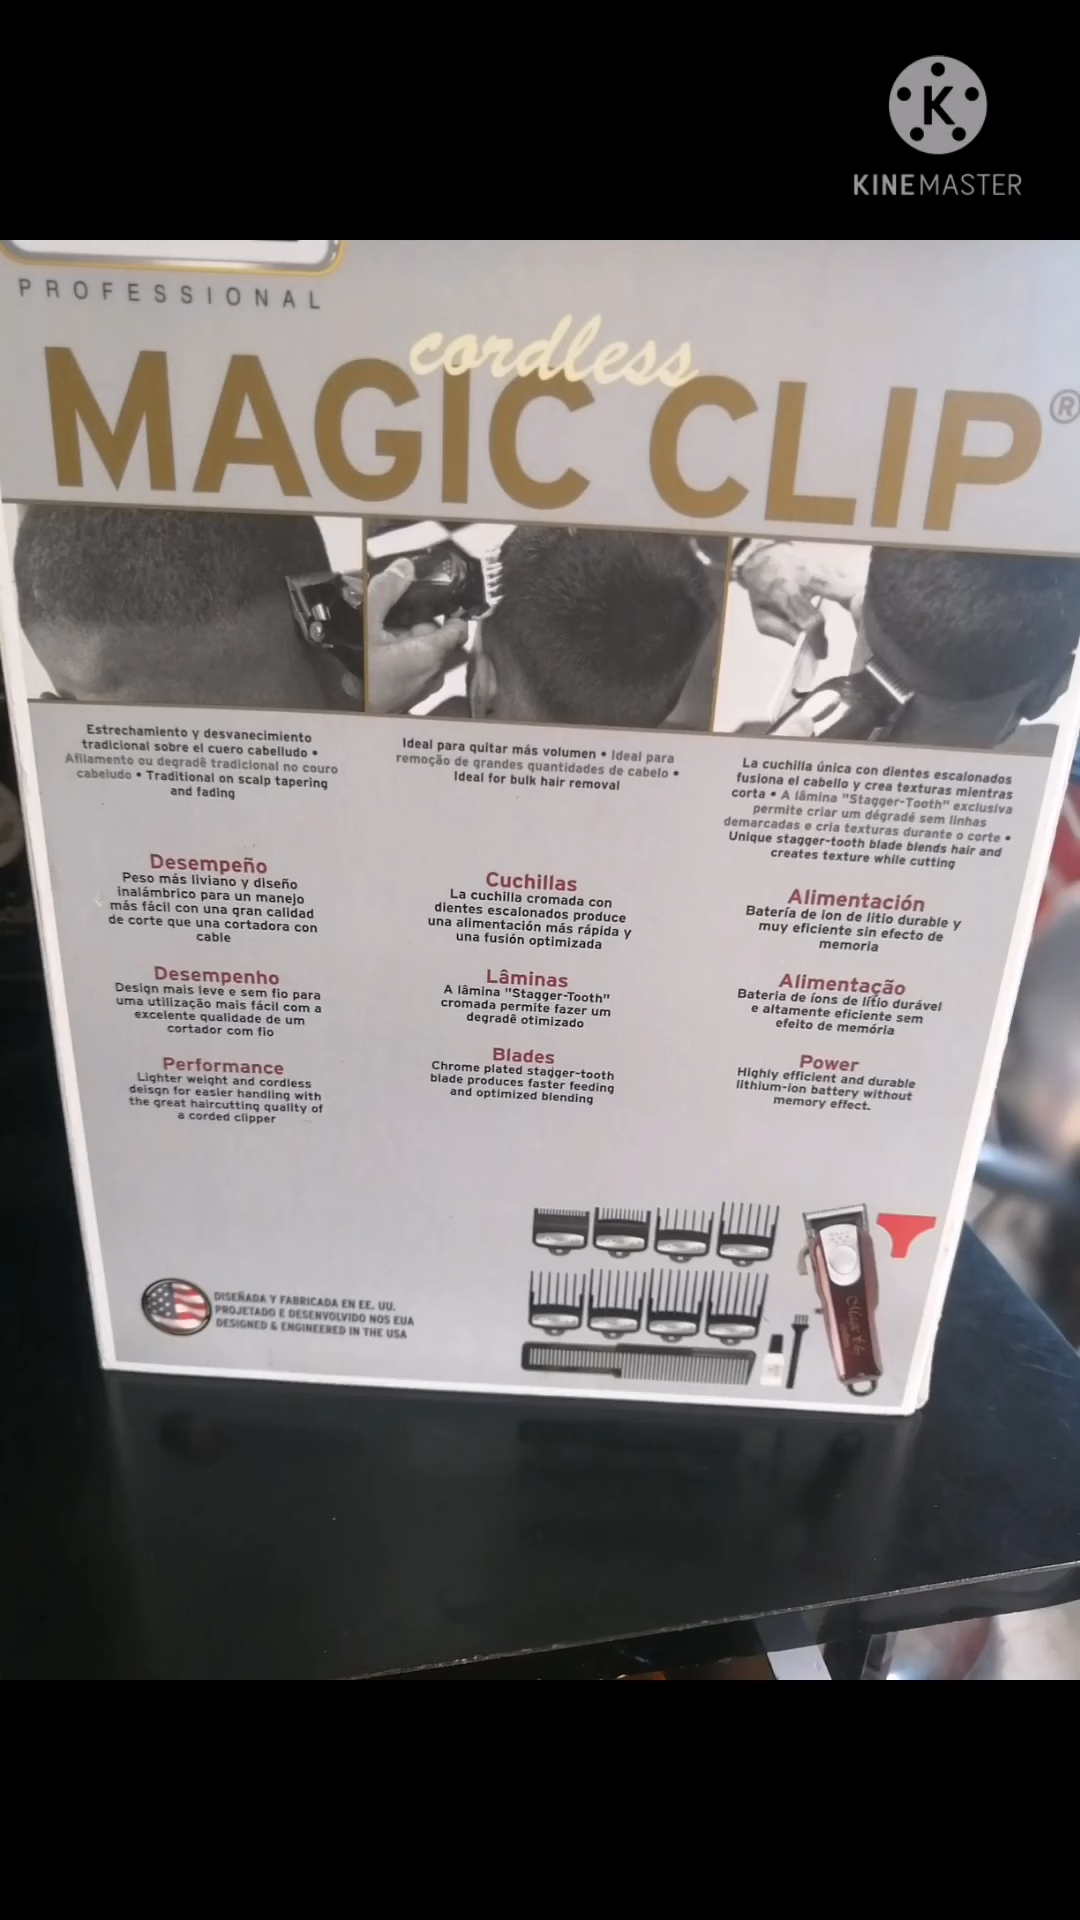 KINEMASTER
PROFESSIONAL
cordless
MAGIC CLIP®
Estrechamiento y desvanecimiento
tradicional sobre el cuero cabelludo •
Afilamento ou degradê tradicional no couro
cabeludo • Traditional on scalp tapering
and fading
Ideal para quitar más volumen • Ideal para
remoção de grandes quantidades de cabelo •
Ideal for bulk hair removal
La cuchilla única con dientes escalonados
fusiona el cabello y crea texturas mientras
corta • A lâmina "Stagger-Tooth" exclusiva
permite criar um dégradé sem linhas
demarcadas e cria texturas durante o corte •
Unique stagger-tooth blade blends hair and
creates texture while cutting
Desempeño
Peso más liviano y diseño
inalámbrico para un manejo
más fácil con una gran calidad
de corte que una cortadora con
cable
Desempenho
Design mais leve e sem fio para
uma utilização mais fácil com a
excelente qualidade de um
cortador com fio
Performance
Lighter weight and cordless
deisgn for easier handling with
the great haircutting quality of
a corded clipper
Cuchillas
La cuchilla cromada con
dientes escalonados produce
una alimentación más rápida y
una fusión optimizada
Lâminas
A lâmina "Stagger-Tooth"
cromada permite fazer um
degradê otimizado
Blades
Chrome plated stagger-tooth
blade produces faster feeding
and optimized blending
Alimentación
Batería de ion de litio durable y
muy eficiente sin efecto de
memoria
Alimentação
Bateria de íons de lítio durável
e altamente eficiente sem
efeito de memória
Power
Highly efficient and durable
lithium-ion battery without
memory effect.
DISEÑADA Y FABRICADA EN EE. UU.
PROJETADO E DESENVOLVIDO NOS EUA
DESIGNED & ENGINEERED IN THE USA
Magic Clip